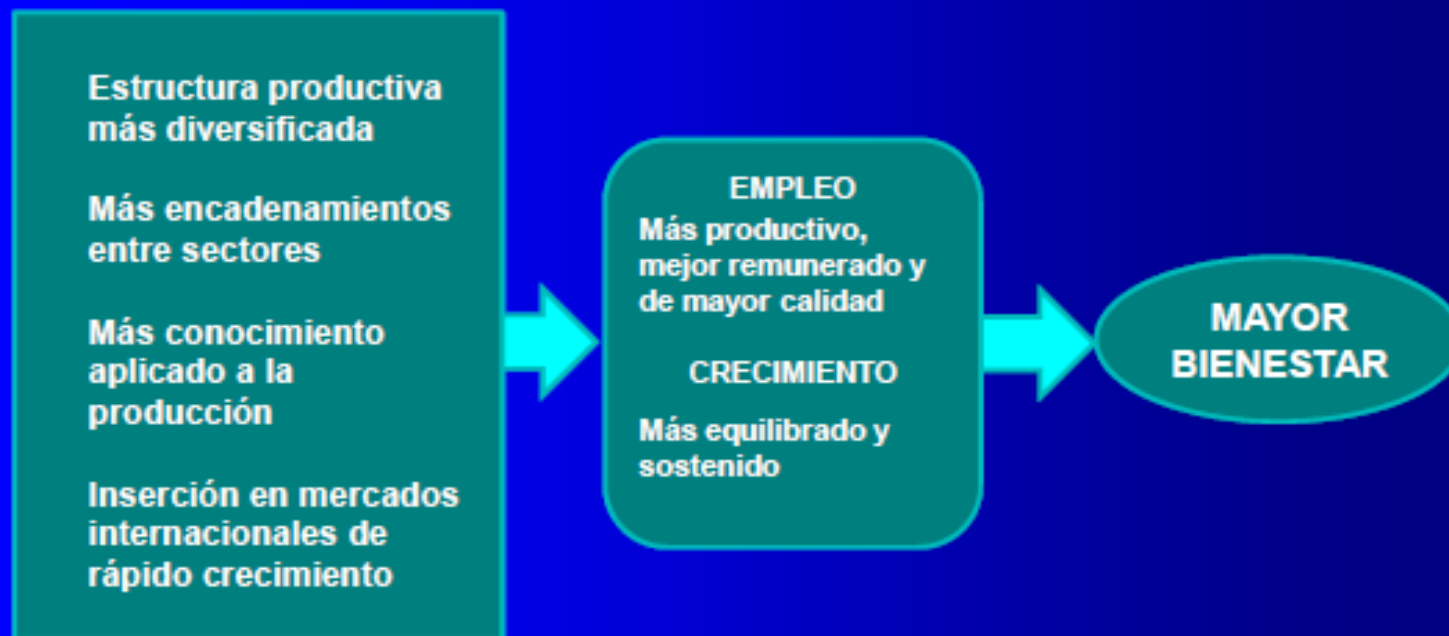 Estructura productiva
más diversificada
Más encadenamientos
entre sectores
Más conocimiento
aplicado a la
producción
Inserción en mercados
internacionales de
rápido crecimiento
EMPLEO
Más productivo,
mejor remunerado y
de mayor calidad
CRECIMIENTO
Más equilibrado y
sostenido
MAYOR
BIENESTAR